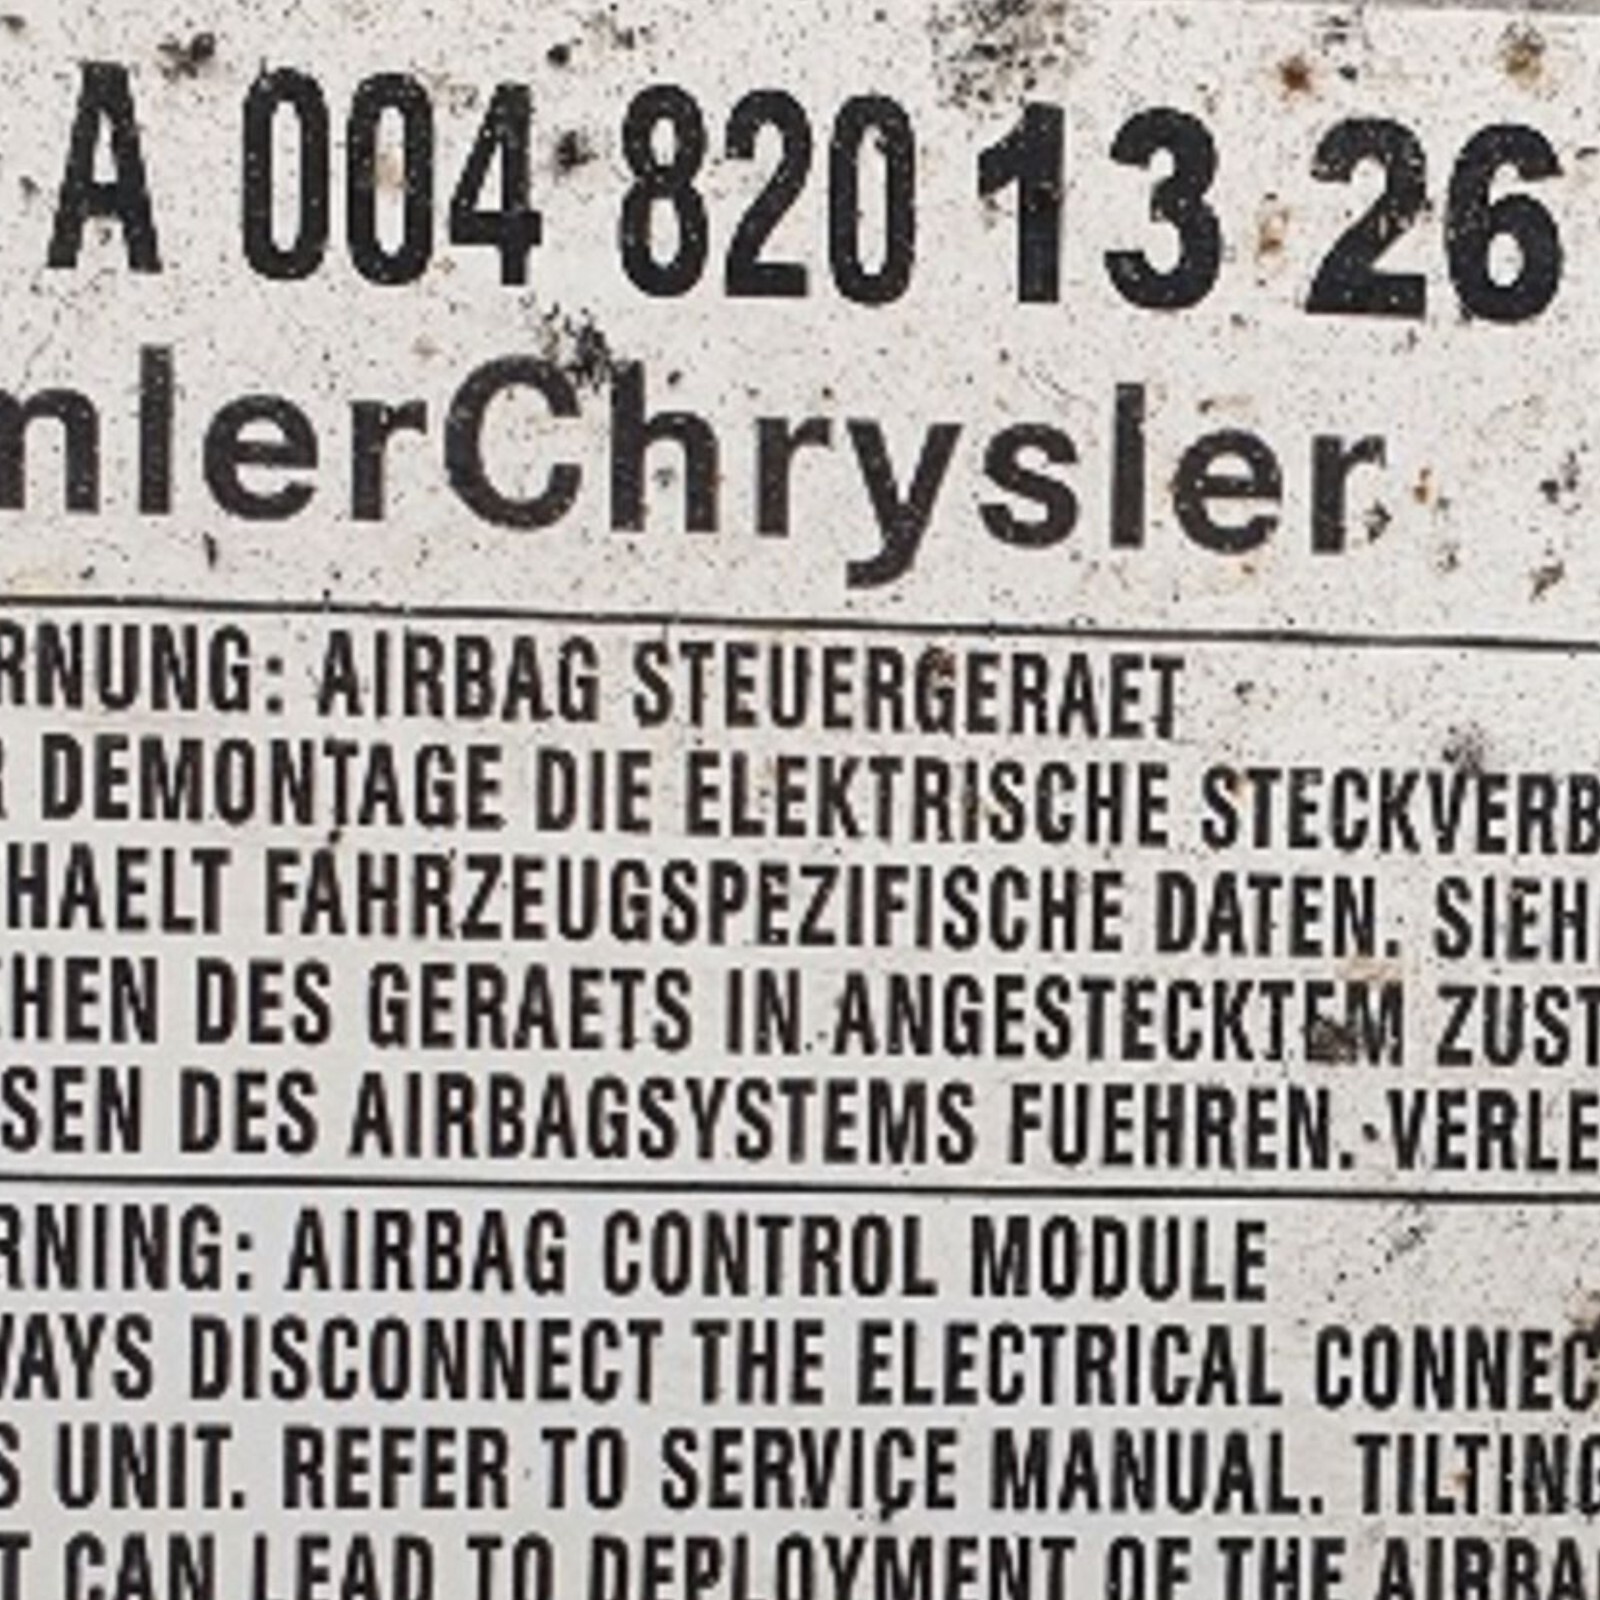 A 004 820 13 26
mlerChrysler
RNUNG: AIRBAG STEUERGERAET
R DEMONTAGE DIE ELEKTRISCHE STECKVERB
HAELT FAHRZEUGSPEZIFISCHE DATEN. SIEH
EHEN DES GERAETS IN ANGESTECKTEM ZUST
SEN DES AIRBAGSYSTEMS FUEHREN. VERLE
RNING: AIRBAG CONTROL MODULE
WAYS DISCONNECT THE ELECTRICAL CONNEC
S UNIT. REFER TO SERVICE MANUAL. TILTING
T CAN LEAD TO DEPLOYMENT OF THE AIRBA